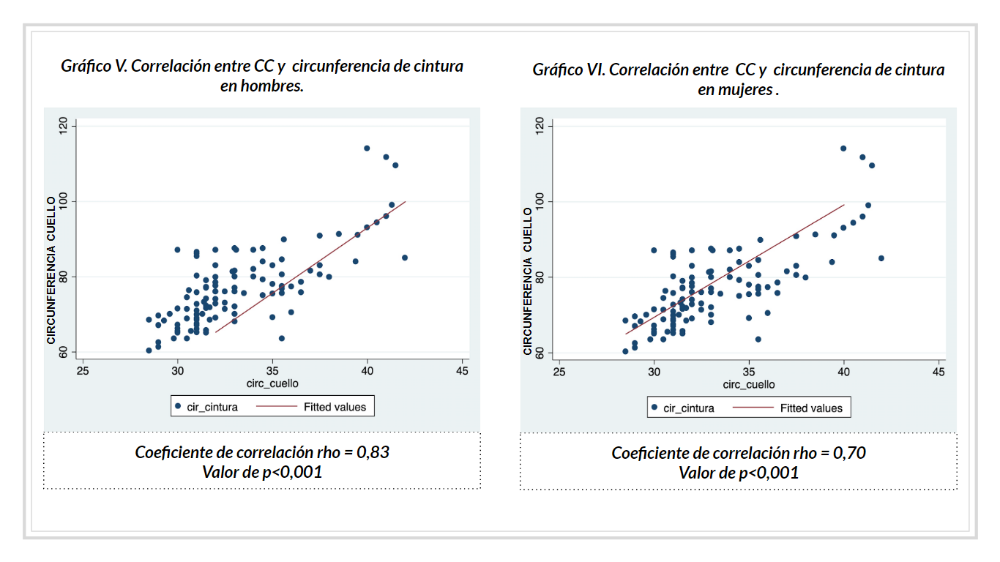 Gráfico V. Correlación entre CC y circunferencia de cintura
en hombres.
CIRCUNFERENCIA CUELLO
120
100
80
60
25 30 35 40 45
circ_cuello
cir_cintura Fitted values
Coeficiente de correlación rho = 0,83
Valor de p<0,001
Gráfico VI. Correlación entre CC y circunferencia de cintura
en mujeres .
CIRCUNFERENCIA CUELLO
120
100
80
60
25 30 35 40 45
circ_cuello
cir_cintura Fitted values
Coeficiente de correlación rho = 0,70
Valor de p<0,001